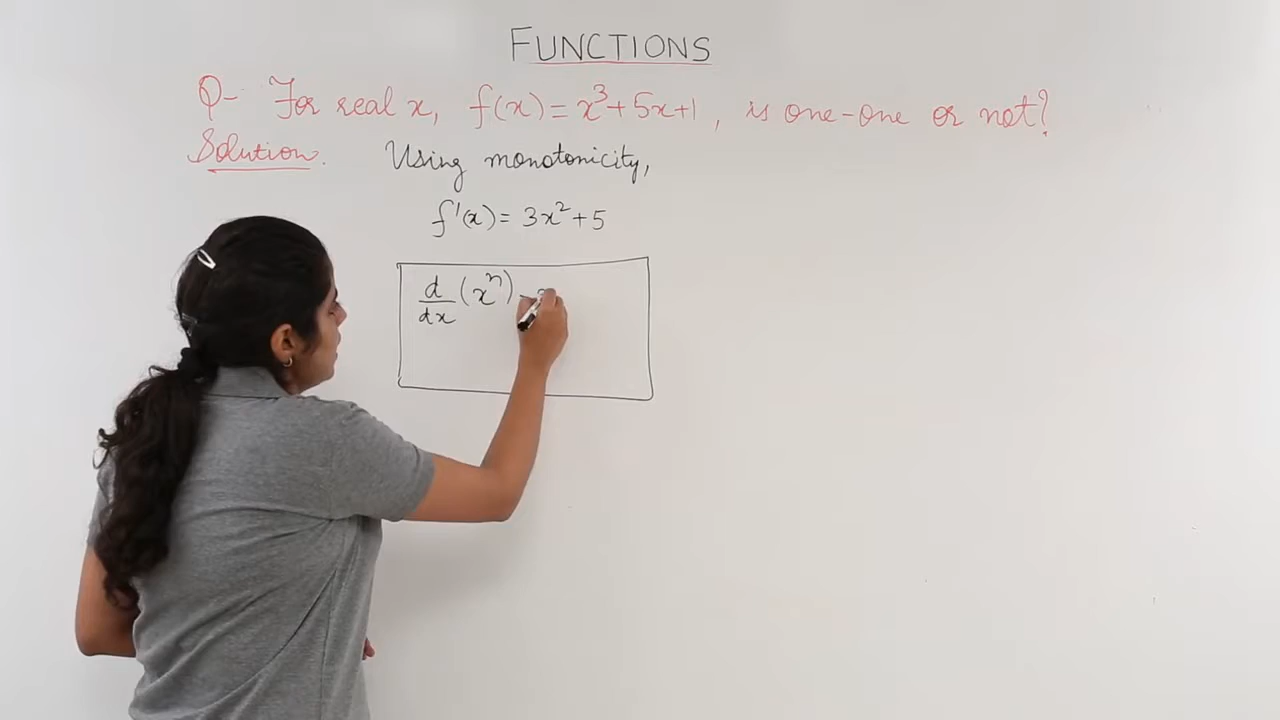 FUNCTIONS
Q- For real x, f(x) = x³+5x+1, is one-one or not?
Solution. Using monotonicity,
f'(x) = 3x²+5
d/dx (xⁿ)